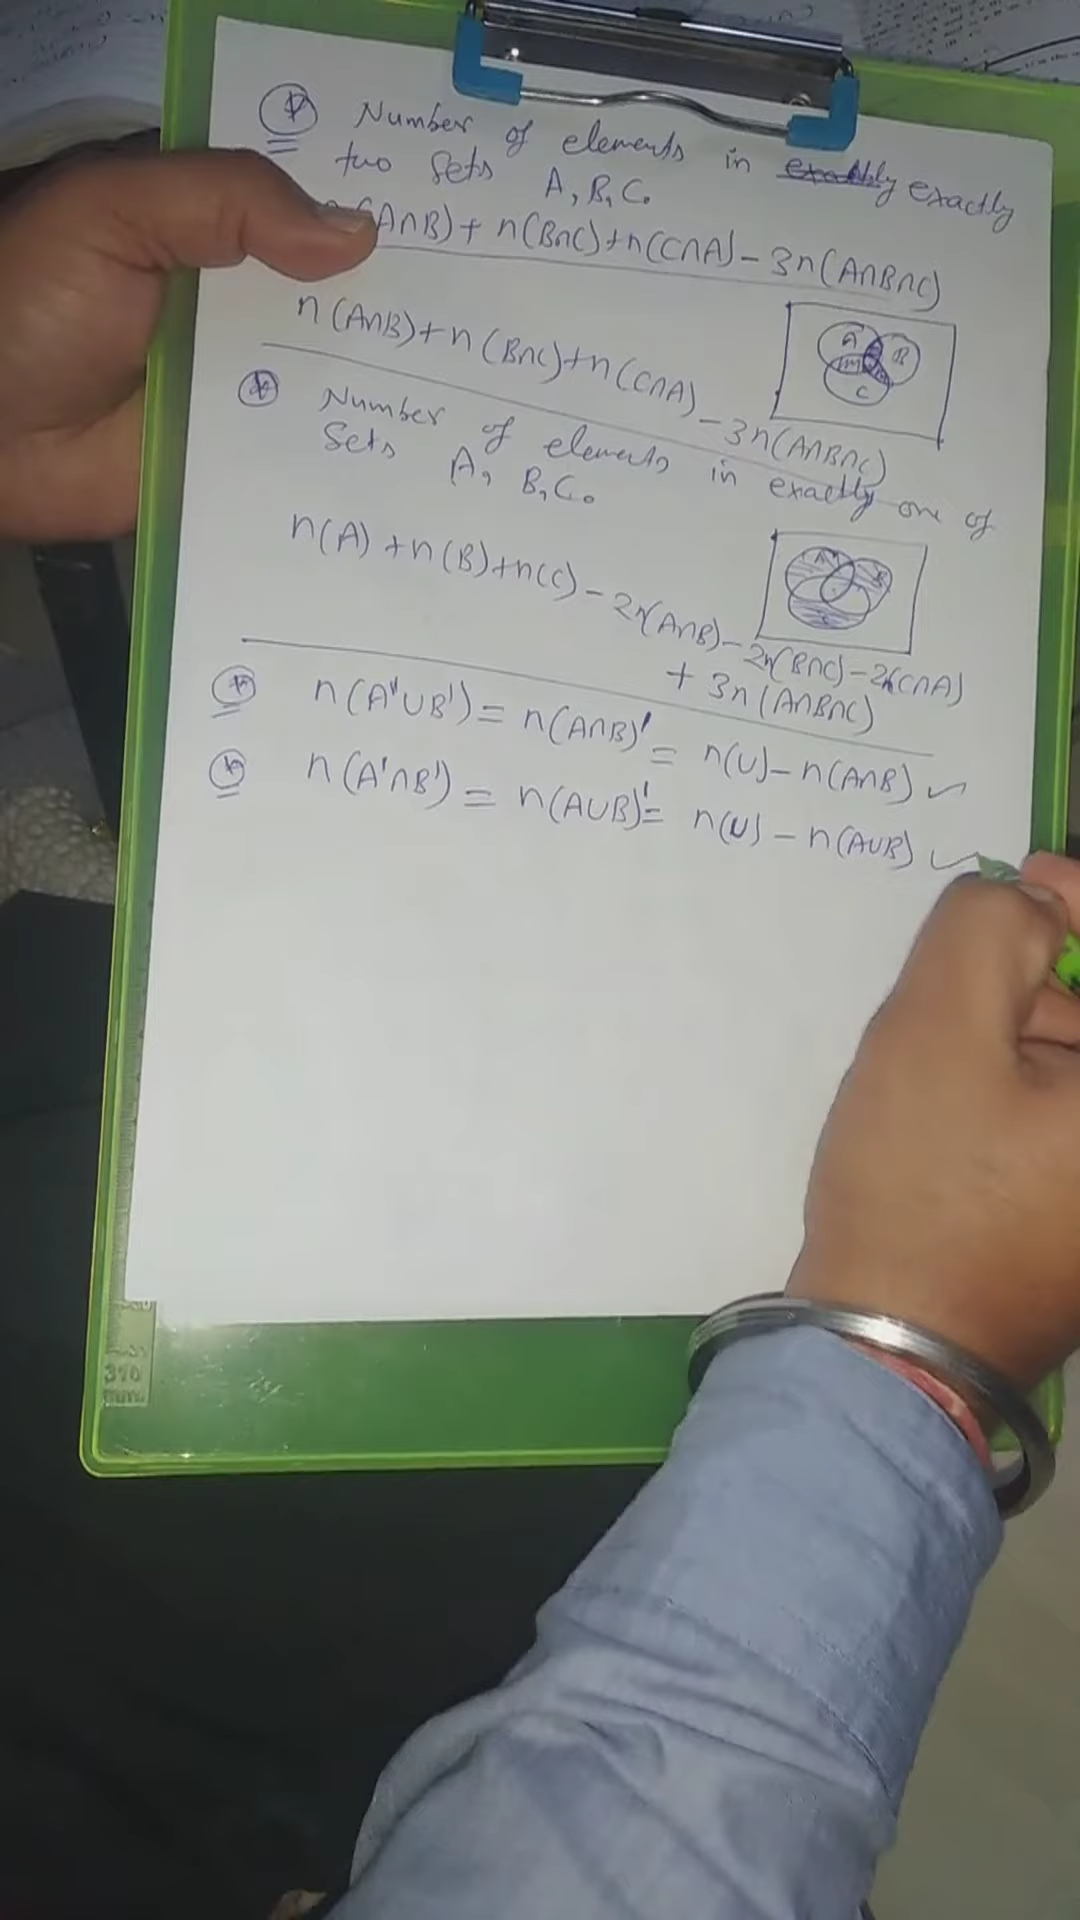 Number of elements in exactly
two sets A, B, C.
(A∩B) + n(B∩C) + n(C∩A) - 3n(A∩B∩C)
n(A∩B) + n(B∩C) + n(C∩A) - 3n(A∩B∩C)
A B
C
Number of elements in exactly one of
Sets A, B, C.
n(A) + n(B) + n(C) - 2n(A∩B) - 2n(B∩C) - 2n(C∩A)
+ 3n(A∩B∩C)
A B
n(A'∪B') = n(A∩B)' = n(U) - n(A∩B)
n(A'∩B') = n(A∪B)' = n(U) - n(A∪B)
310